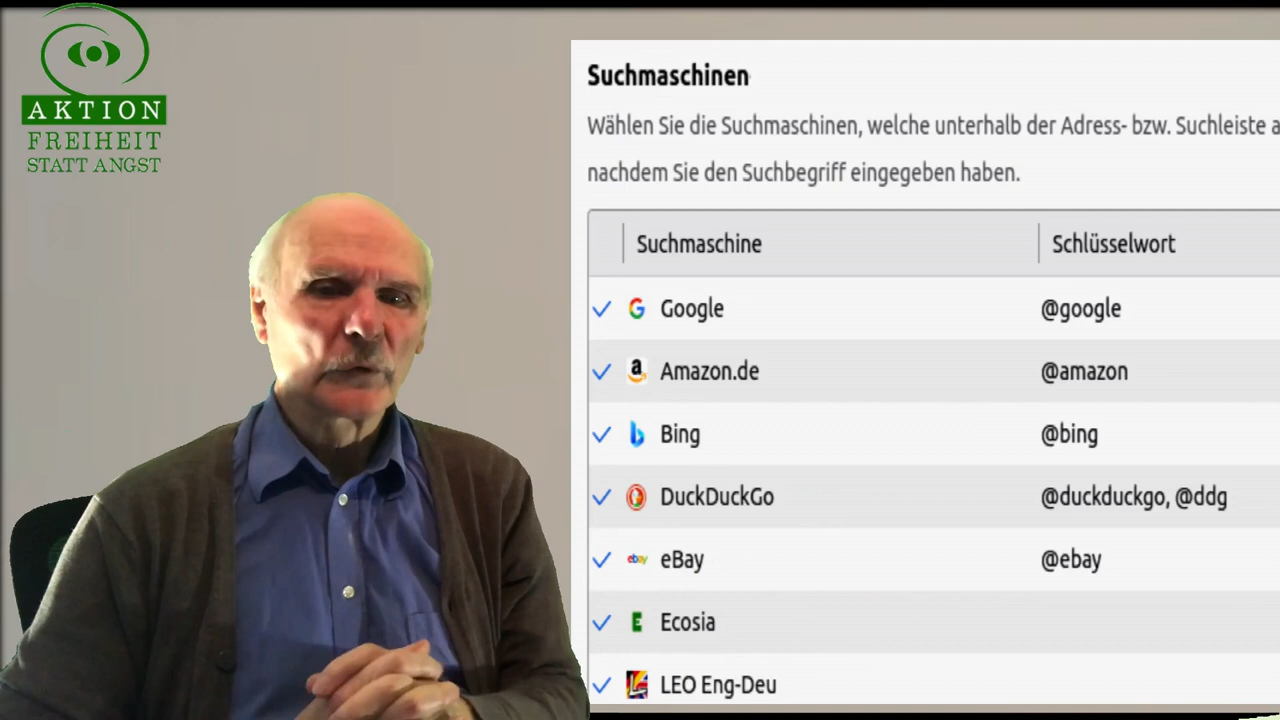 AKTION
FREIHEIT
STATT ANGST
Suchmaschinen
Wählen Sie die Suchmaschinen, welche unterhalb der Adress- bzw. Suchleiste
nachdem Sie den Suchbegriff eingegeben haben.
Suchmaschine Schlüsselwort
Google @google
Amazon.de @amazon
Bing @bing
DuckDuckGo @duckduckgo, @ddg
eBay @ebay
Ecosia
LEO Eng-Deu